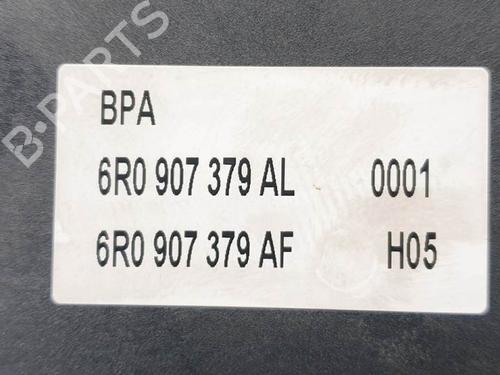 B-PARTS
BPA
6R0 907 379 AL 0001
6R0 907 379 AF H05